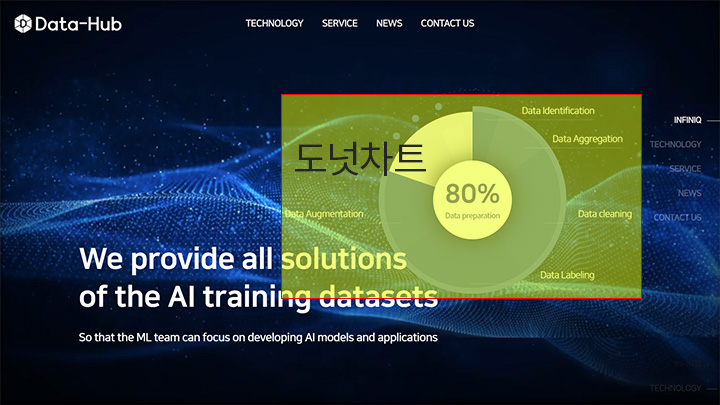 Data-Hub
TECHNOLOGY SERVICE NEWS CONTACT US
Data Identification
INFINIQ
Data Aggregation
TECHNOLOGY
도넛차트
SERVICE
80%
NEWS
Data preparation
Data Augmentation
Data cleaning
CONTACT US
We provide all solutions
Data Labeling
of the AI training datasets
So that the ML team can focus on developing AI models and applications
TECHNOLOGY